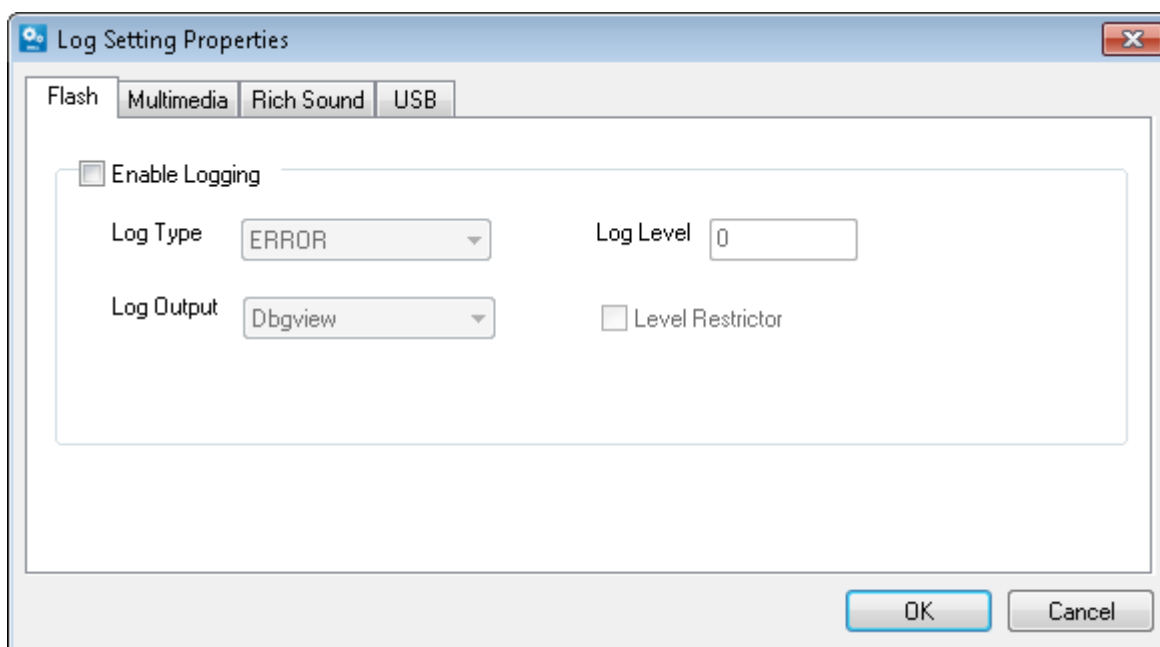 Log Setting Properties
Flash Multimedia Rich Sound USB
Enable Logging
Log Type ERROR Log Level 0
Log Output Dbgview Level Restrictor
OK Cancel